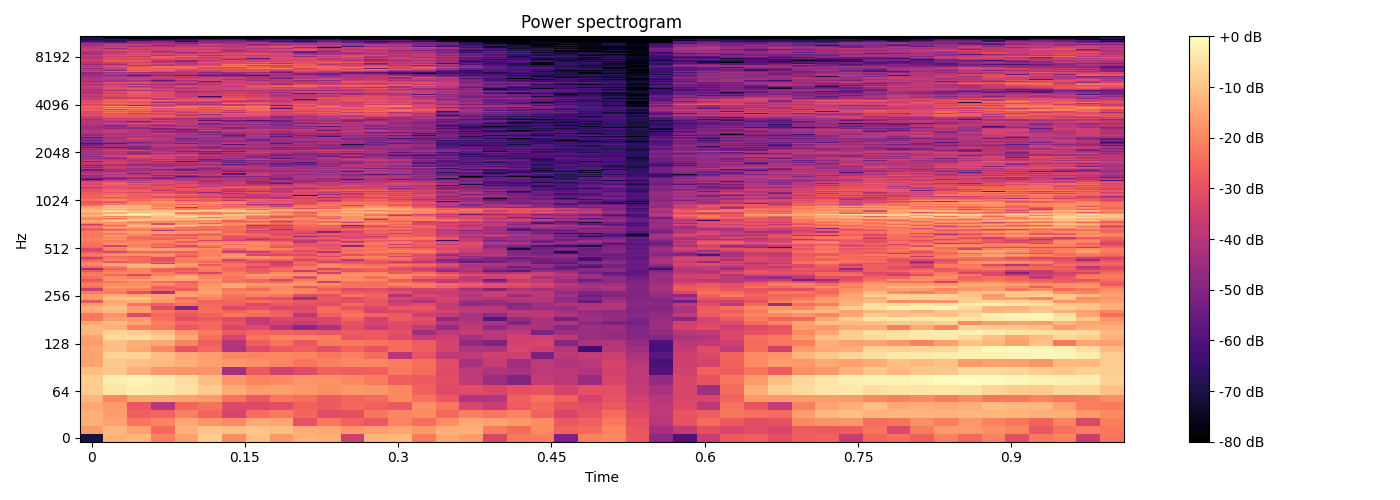 Power spectrogram
Hz
8192
4096
2048
1024
512
256
128
64
0
0 0.15 0.3 0.45 0.6 0.75 0.9
Time
+0 dB
-10 dB
-20 dB
-30 dB
-40 dB
-50 dB
-60 dB
-70 dB
-80 dB